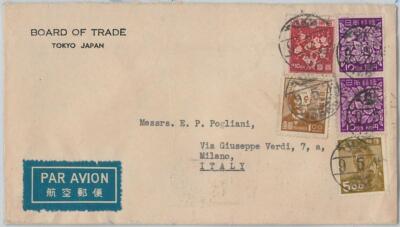 BOARD OF TRADE
TOKYO JAPAN
Messrs. E. P. Pogliani,
Via Giuseppe Verdi, 7, a,
Milano,
ITALY
PAR AVION
航空郵便